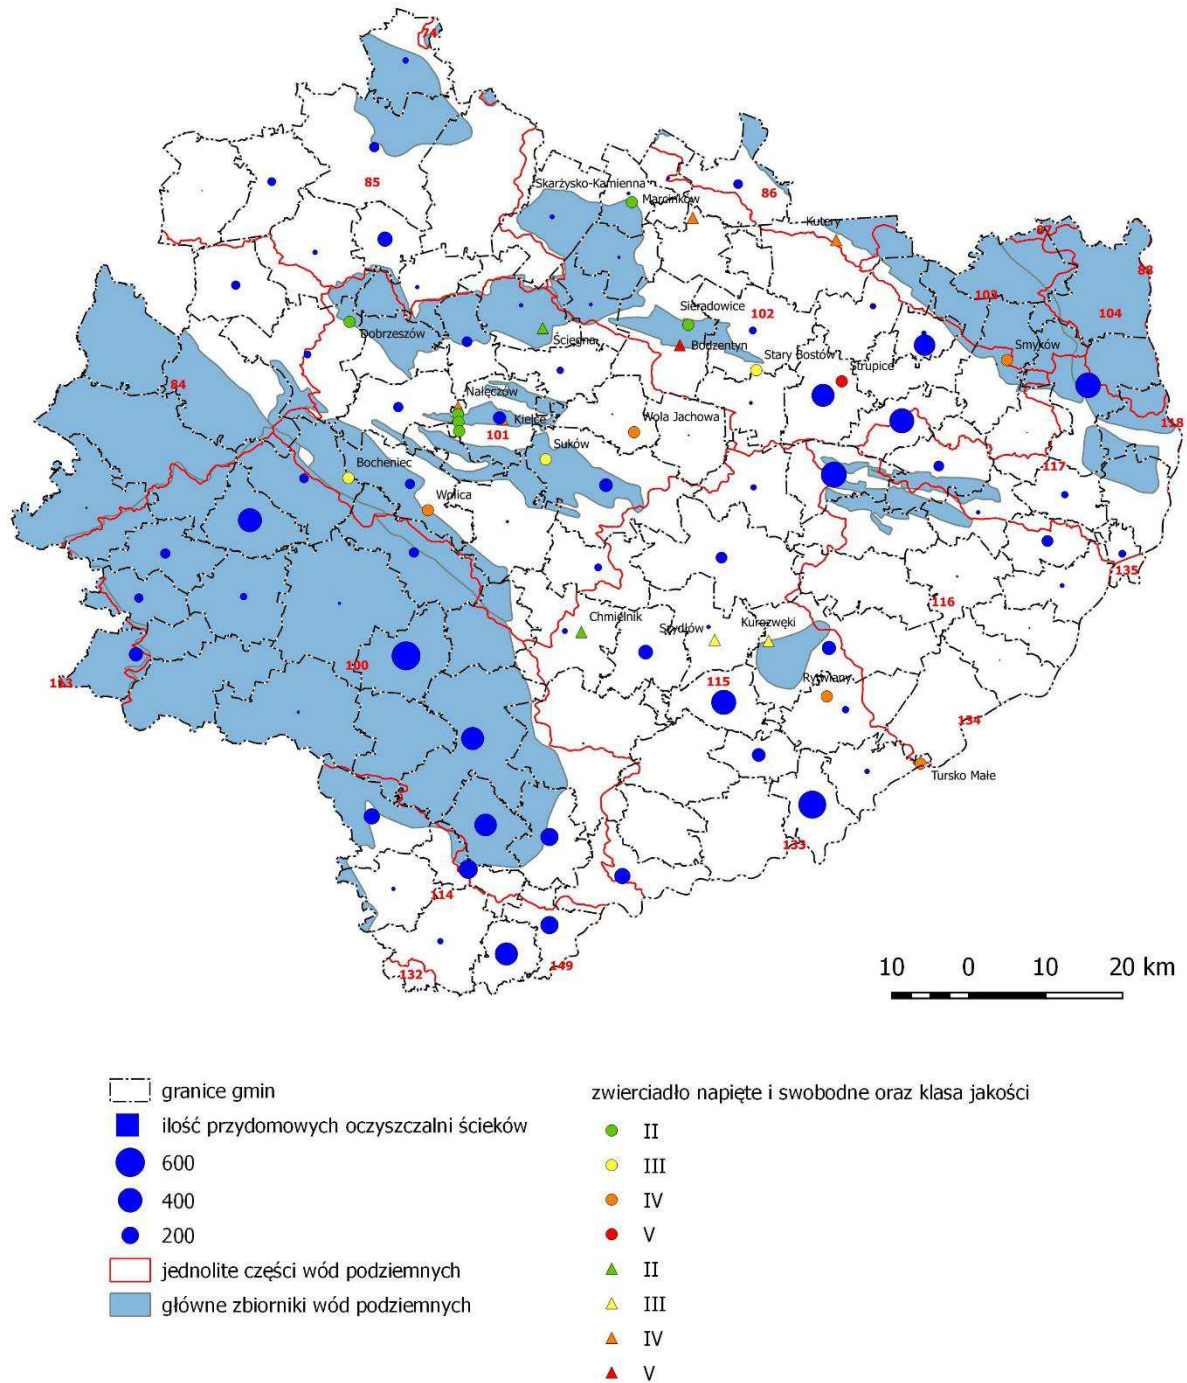 74
85
Skarżysko-Kamienna
Marcinków
86
Kutery
87
88
103
104
Sieradowice
102
Dobrzeszów
Ściegna
Bodzentyn
Smyków
Stary Bostów
Strupice
84
Nałęczów
Kielce
101
Wola Jachowa
118
Suków
117
Bocheniec
Wolica
135
116
Chmielnik
Szydłów
Kurozwęki
100
113
115
Rytwiany
134
Tursko Małe
133
114
132
149
10 0 10 20 km
granice gmin
ilość przydomowych oczyszczalni ścieków
600
400
200
jednolite części wód podziemnych
główne zbiorniki wód podziemnych
zwierciadło napięte i swobodne oraz klasa jakości
II
III
IV
V
II
III
IV
V